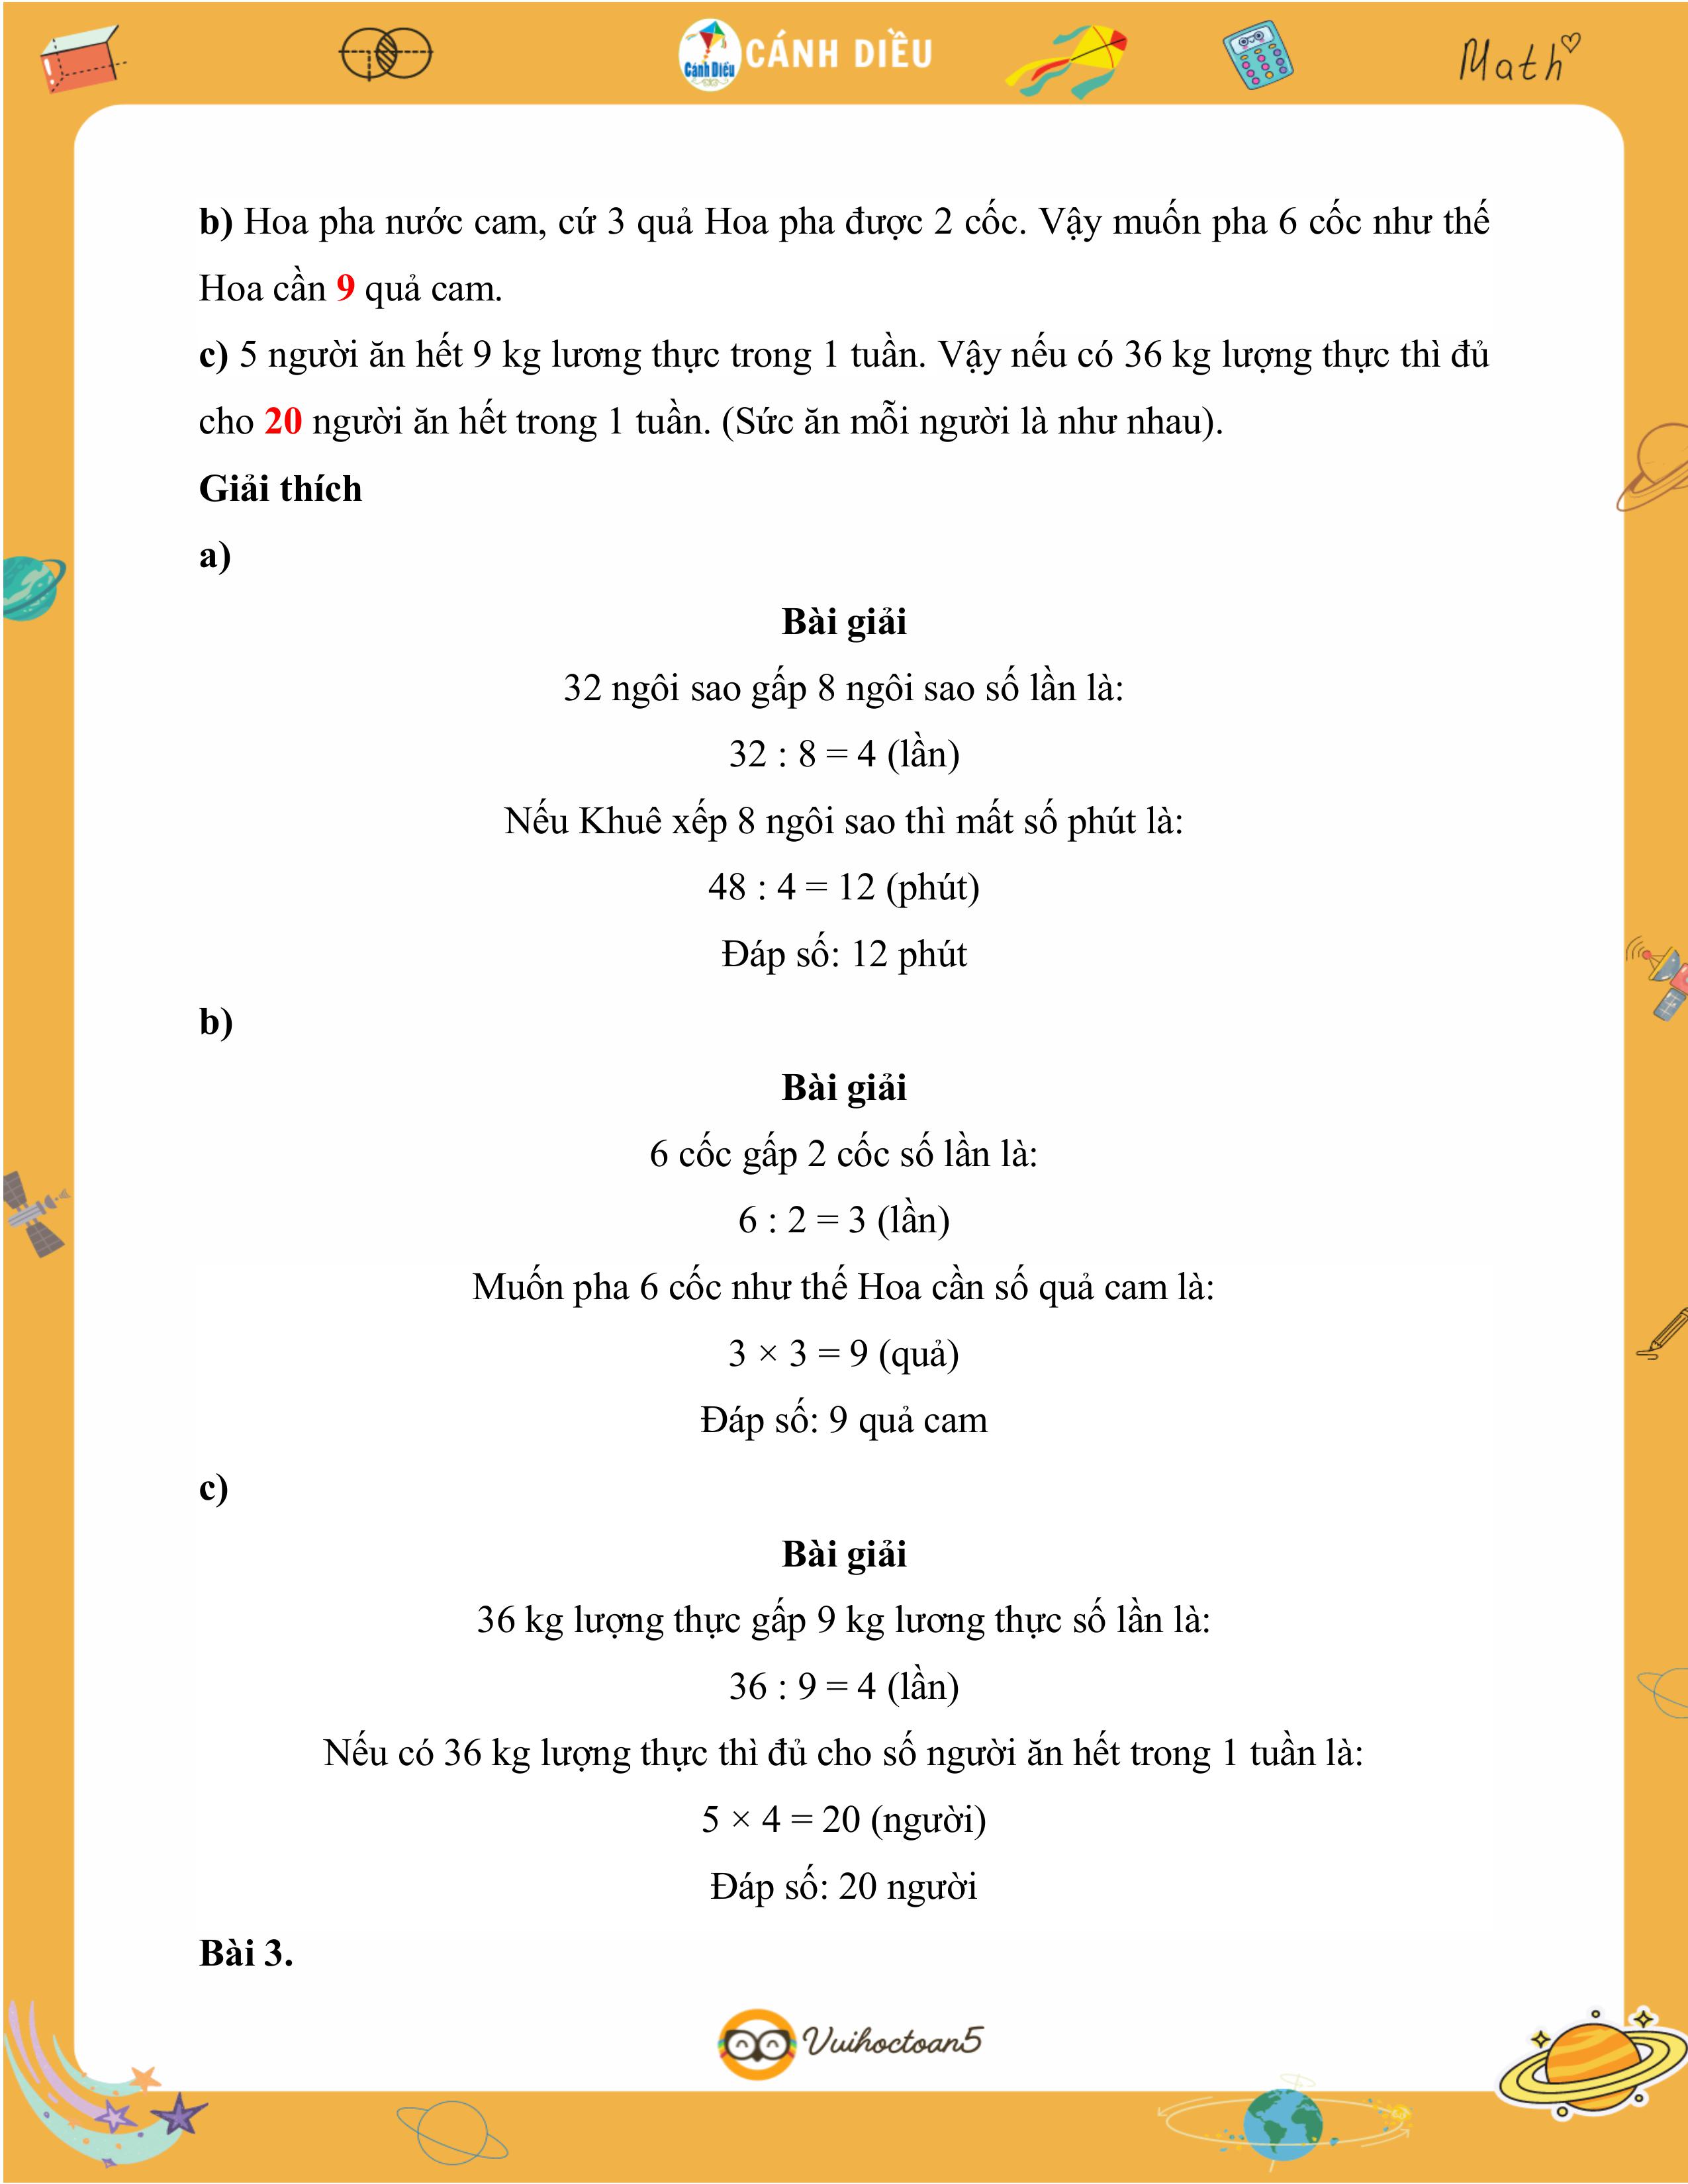 Cánh Diều
CÁNH DIỀU
Math
b) Hoa pha nước cam, cứ 3 quả Hoa pha được 2 cốc. Vậy muốn pha 6 cốc như thế
Hoa cần 9 quả cam.
c) 5 người ăn hết 9 kg lương thực trong 1 tuần. Vậy nếu có 36 kg lượng thực thì đủ
cho 20 người ăn hết trong 1 tuần. (Sức ăn mỗi người là như nhau).
Giải thích
a)
Bài giải
32 ngôi sao gấp 8 ngôi sao số lần là:
32 : 8 = 4 (lần)
Nếu Khuê xếp 8 ngôi sao thì mất số phút là:
48 : 4 = 12 (phút)
Đáp số: 12 phút
b)
Bài giải
6 cốc gấp 2 cốc số lần là:
6 : 2 = 3 (lần)
Muốn pha 6 cốc như thế Hoa cần số quả cam là:
3 × 3 = 9 (quả)
Đáp số: 9 quả cam
c)
Bài giải
36 kg lượng thực gấp 9 kg lương thực số lần là:
36 : 9 = 4 (lần)
Nếu có 36 kg lượng thực thì đủ cho số người ăn hết trong 1 tuần là:
5 × 4 = 20 (người)
Đáp số: 20 người
Bài 3.
Vuihoctoan5